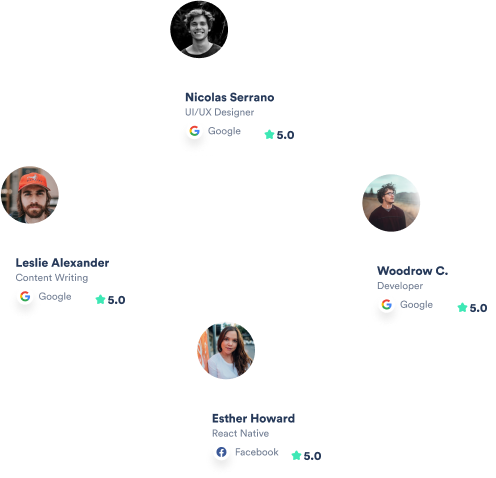 Nicolas Serrano
UI/UX Designer
Google 5.0
Leslie Alexander
Content Writing
Google 5.0
Woodrow C.
Developer
Google 5.0
Esther Howard
React Native
Facebook 5.0